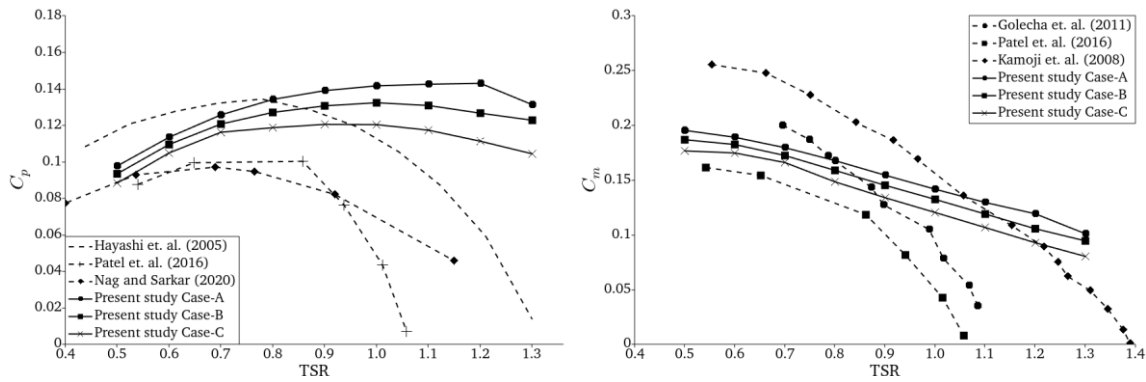 0.18
0.16
0.14
0.12
0.1
0.08
0.06
0.04
0.02
0
C_p
Hayashi et. al. (2005)
Patel et. al. (2016)
Nag and Sarkar (2020)
Present study Case-A
Present study Case-B
Present study Case-C
0.4 0.5 0.6 0.7 0.8 0.9 1.0 1.1 1.2 1.3
TSR
0.3
0.25
0.2
0.15
0.1
0.05
0
C_m
Golecha et. al. (2011)
Patel et. al. (2016)
Kamoji et. al. (2008)
Present study Case-A
Present study Case-B
Present study Case-C
0.4 0.5 0.6 0.7 0.8 0.9 1.0 1.1 1.2 1.3 1.4
TSR